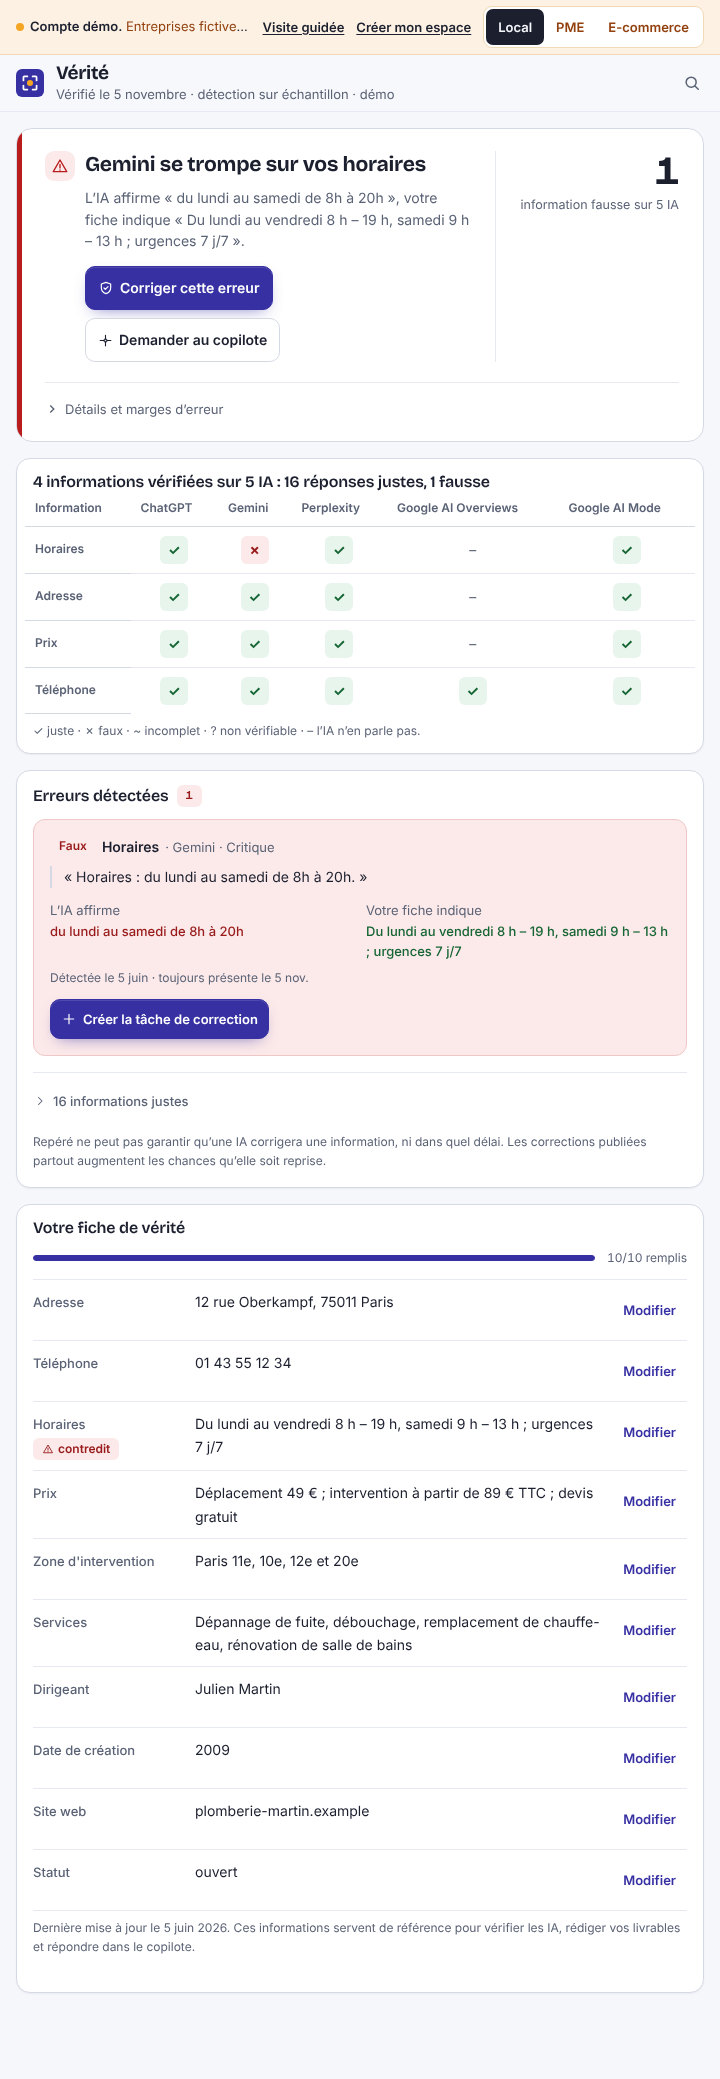 Compte démo. Entreprises fictive... Visite guidée Créer mon espace Local PME E-commerce
Vérité
Vérifié le 5 novembre · détection sur échantillon · démo
Gemini se trompe sur vos horaires
L’IA affirme « du lundi au samedi de 8h à 20h », votre
fiche indique « Du lundi au vendredi 8 h – 19 h, samedi 9 h
– 13 h ; urgences 7 j/7 ».
Corriger cette erreur
Demander au copilote
1
information fausse sur 5 IA
Détails et marges d’erreur
4 informations vérifiées sur 5 IA : 16 réponses justes, 1 fausse
Information ChatGPT Gemini Perplexity Google AI Overviews Google AI Mode
Horaires ✓ × ✓ – ✓
Adresse ✓ ✓ ✓ – ✓
Prix ✓ ✓ ✓ – ✓
Téléphone ✓ ✓ ✓ ✓ ✓
✓ juste · × faux · ~ incomplet · ? non vérifiable · – l’IA n’en parle pas.
Erreurs détectées 1
Faux Horaires · Gemini · Critique
« Horaires : du lundi au samedi de 8h à 20h. »
L’IA affirme
du lundi au samedi de 8h à 20h
Votre fiche indique
Du lundi au vendredi 8 h – 19 h, samedi 9 h – 13 h
; urgences 7 j/7
Détectée le 5 juin · toujours présente le 5 nov.
Créer la tâche de correction
16 informations justes
Repéré ne peut pas garantir qu’une IA corrigera une information, ni dans quel délai. Les corrections publiées
partout augmentent les chances qu’elle soit reprise.
Votre fiche de vérité
10/10 remplis
Adresse 12 rue Oberkampf, 75011 Paris Modifier
Téléphone 01 43 55 12 34 Modifier
Horaires Du lundi au vendredi 8 h – 19 h, samedi 9 h – 13 h ; urgences Modifier
contredit 7 j/7
Prix Déplacement 49 € ; intervention à partir de 89 € TTC ; devis Modifier
gratuit
Zone d'intervention Paris 11e, 10e, 12e et 20e Modifier
Services Dépannage de fuite, débouchage, remplacement de chauffe- Modifier
eau, rénovation de salle de bains
Dirigeant Julien Martin Modifier
Date de création 2009 Modifier
Site web plomberie-martin.example Modifier
Statut ouvert Modifier
Dernière mise à jour le 5 juin 2026. Ces informations servent de référence pour vérifier les IA, rédiger vos livrables
et répondre dans le copilote.